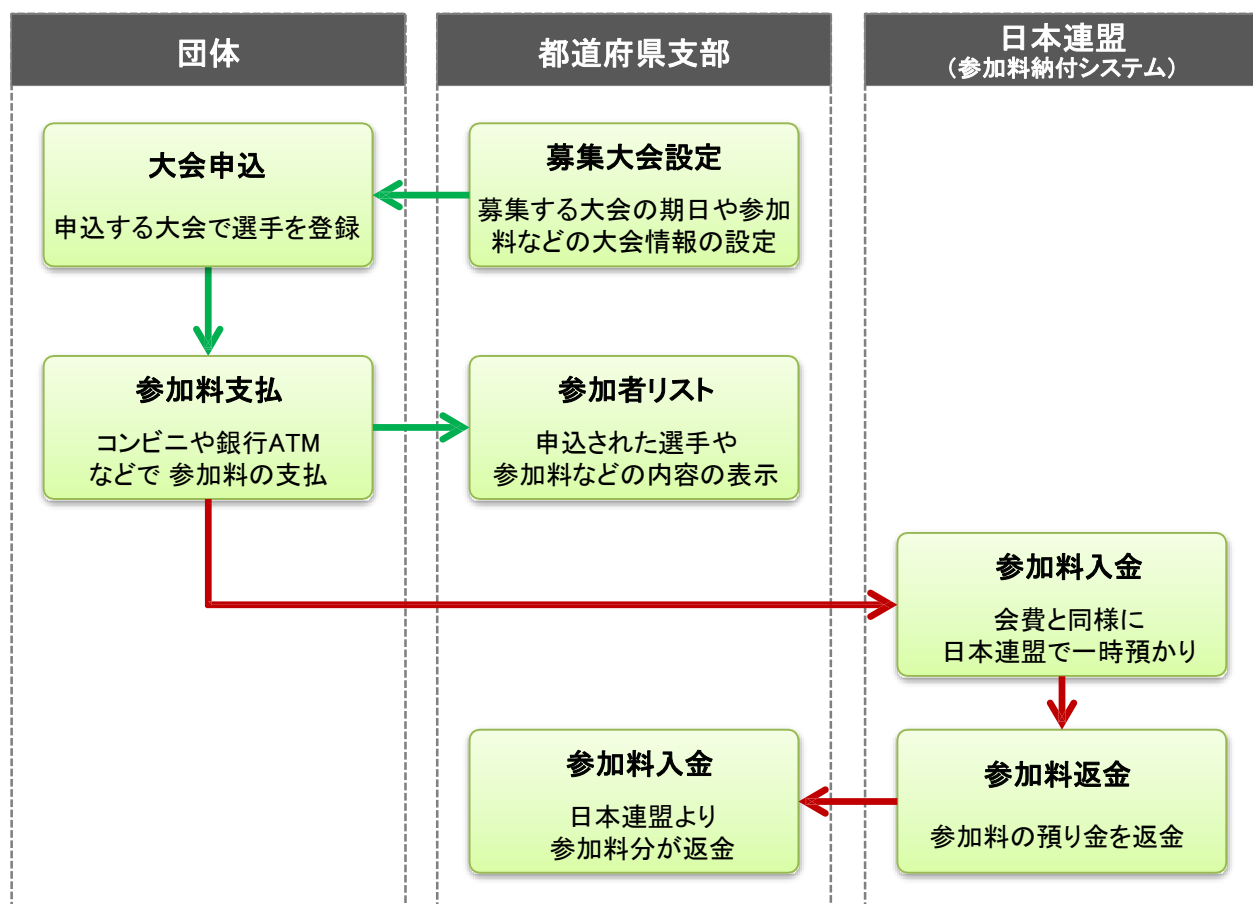 団体
都道府県支部
日本連盟
（参加料納付システム）
大会申込
申込する大会で選手を登録
募集大会設定
募集する大会の期日や参加
料などの大会情報の設定
参加料支払
コンビニや銀行ATM
などで 参加料の支払
参加者リスト
申込された選手や
参加料などの内容の表示
参加料入金
会費と同様に
日本連盟で一時預かり
参加料入金
日本連盟より
参加料分が返金
参加料返金
参加料の預り金を返金